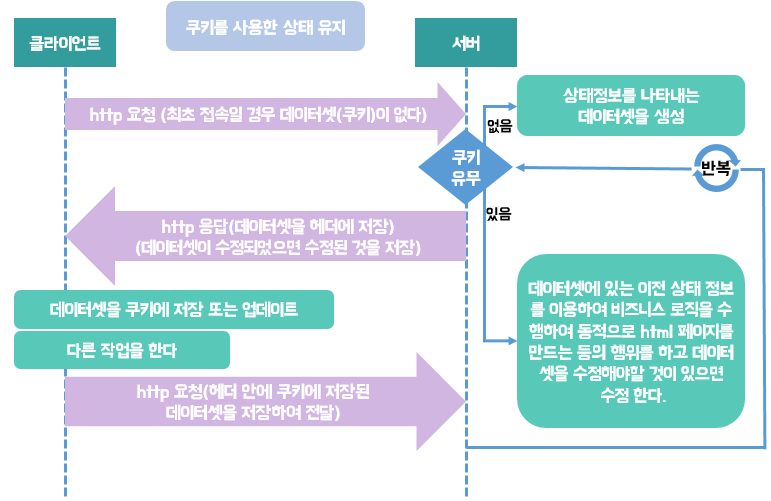 쿠키를 사용한 상태 유지
클라이언트
서버
http 요청 (최초 접속일 경우 데이터셋(쿠키)이 없다)
없음
상태정보를 나타내는
데이터셋을 생성
쿠키
유무
반복
있음
http 응답(데이터셋을 헤더에 저장)
(데이터셋이 수정되었으면 수정된 것을 저장)
데이터셋을 쿠키에 저장 또는 업데이트
다른 작업을 한다
데이터셋에 있는 이전 상태 정보
를 이용하여 비즈니스 로직을 수
행하여 동적으로 html 페이지를
만드는 등의 행위를 하고 데이터
셋을 수정해야할 것이 있으면
수정 한다.
http 요청(헤더 안에 쿠키에 저장된
데이터셋을 저장하여 전달)